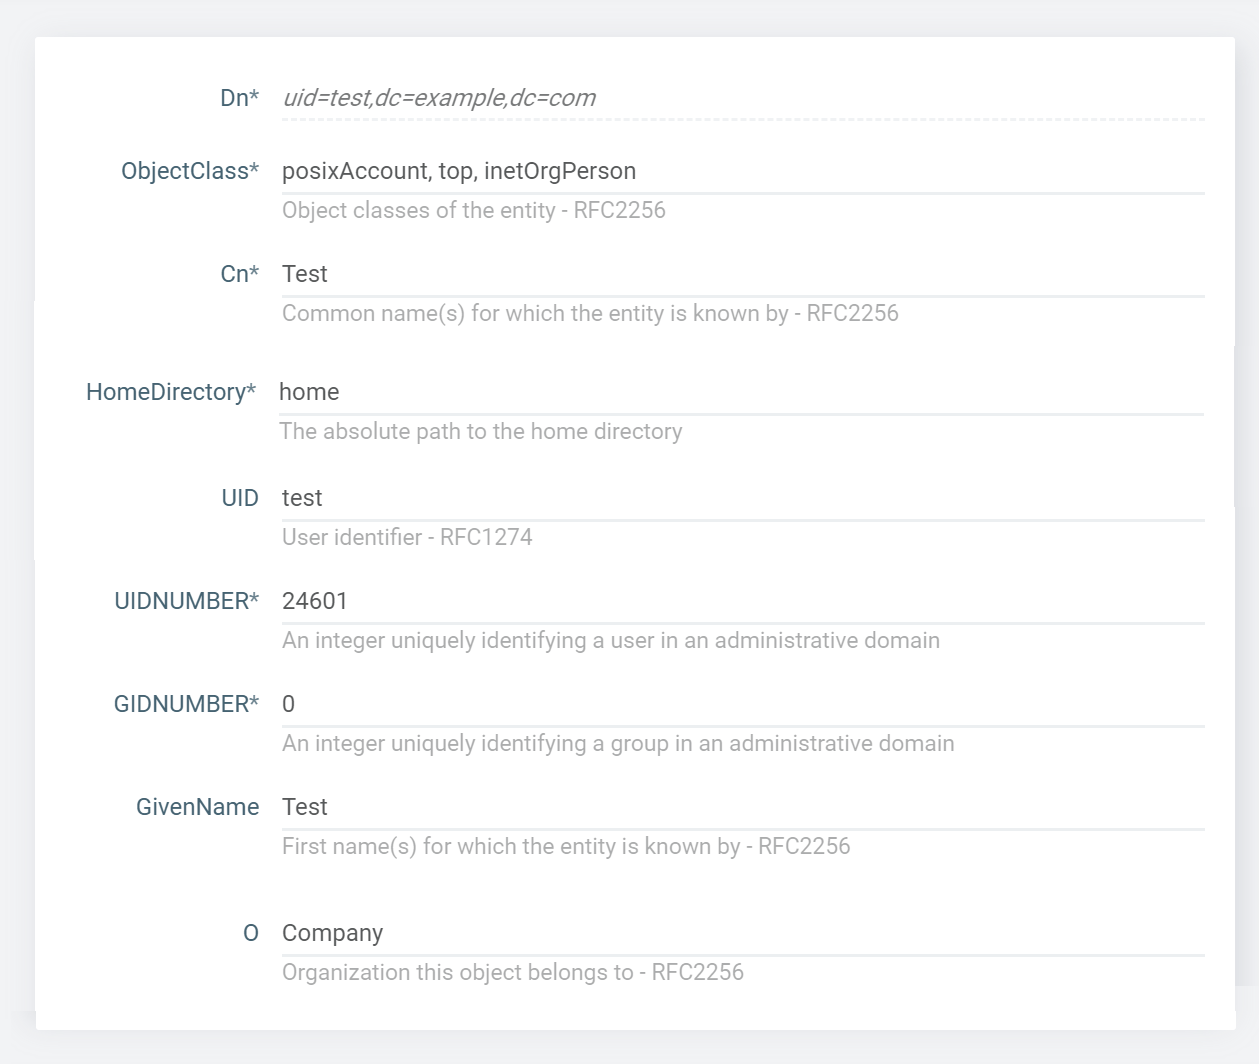 Dn* uid=test,dc=example,dc=com
ObjectClass* posixAccount, top, inetOrgPerson
Object classes of the entity - RFC2256
Cn* Test
Common name(s) for which the entity is known by - RFC2256
HomeDirectory* home
The absolute path to the home directory
UID test
User identifier - RFC1274
UIDNUMBER* 24601
An integer uniquely identifying a user in an administrative domain
GIDNUMBER* 0
An integer uniquely identifying a group in an administrative domain
GivenName Test
First name(s) for which the entity is known by - RFC2256
O Company
Organization this object belongs to - RFC2256